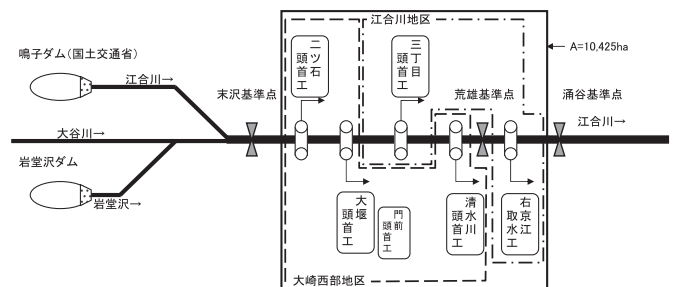 江合川地区
A=10,425ha
鳴子ダム(国土交通省)
江合川→
二ツ石
頭首工
三丁目
頭首工
末沢基準点
荒雄基準点
涌谷基準点
江合川→
大谷川→
岩堂沢ダム
岩堂沢→
大堰
頭首工
門前
頭首工
清水川
頭首工
右京江
取水工
大崎西部地区